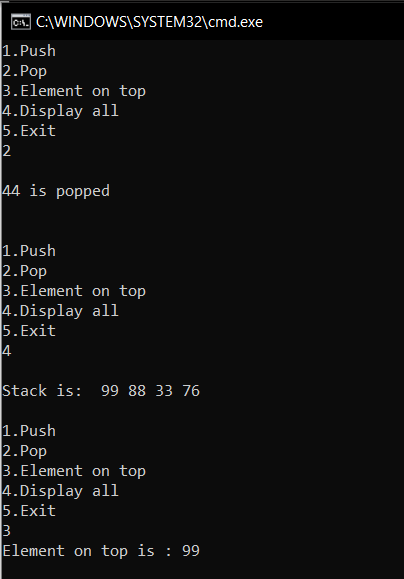 C:\WINDOWS\SYSTEM32\cmd.exe
1.Push
2.Pop
3.Element on top
4.Display all
5.Exit
2
44 is popped
1.Push
2.Pop
3.Element on top
4.Display all
5.Exit
4
Stack is:  99 88 33 76
1.Push
2.Pop
3.Element on top
4.Display all
5.Exit
3
Element on top is : 99